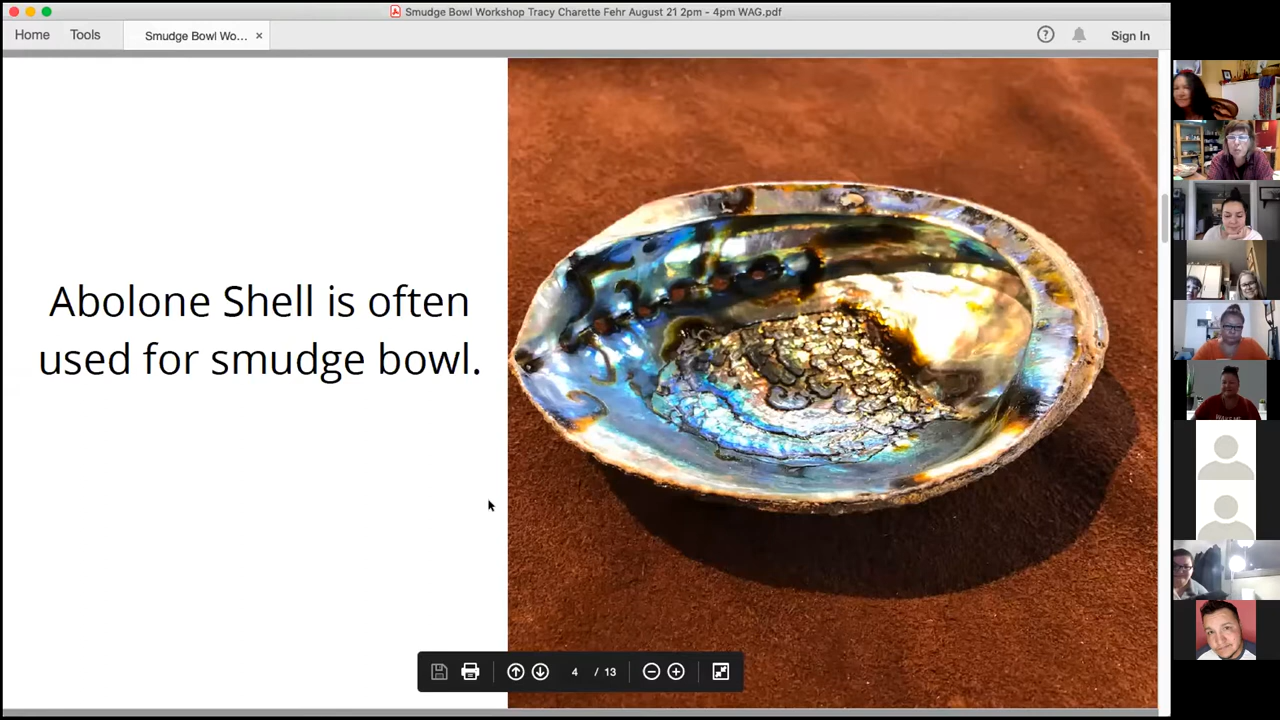 Smudge Bowl Workshop Tracy Charette Fehr August 21 2pm - 4pm WAG.pdf
Home
Tools
Smudge Bowl Wo...
Sign In
Abolone Shell is often
used for smudge bowl.
4 / 13